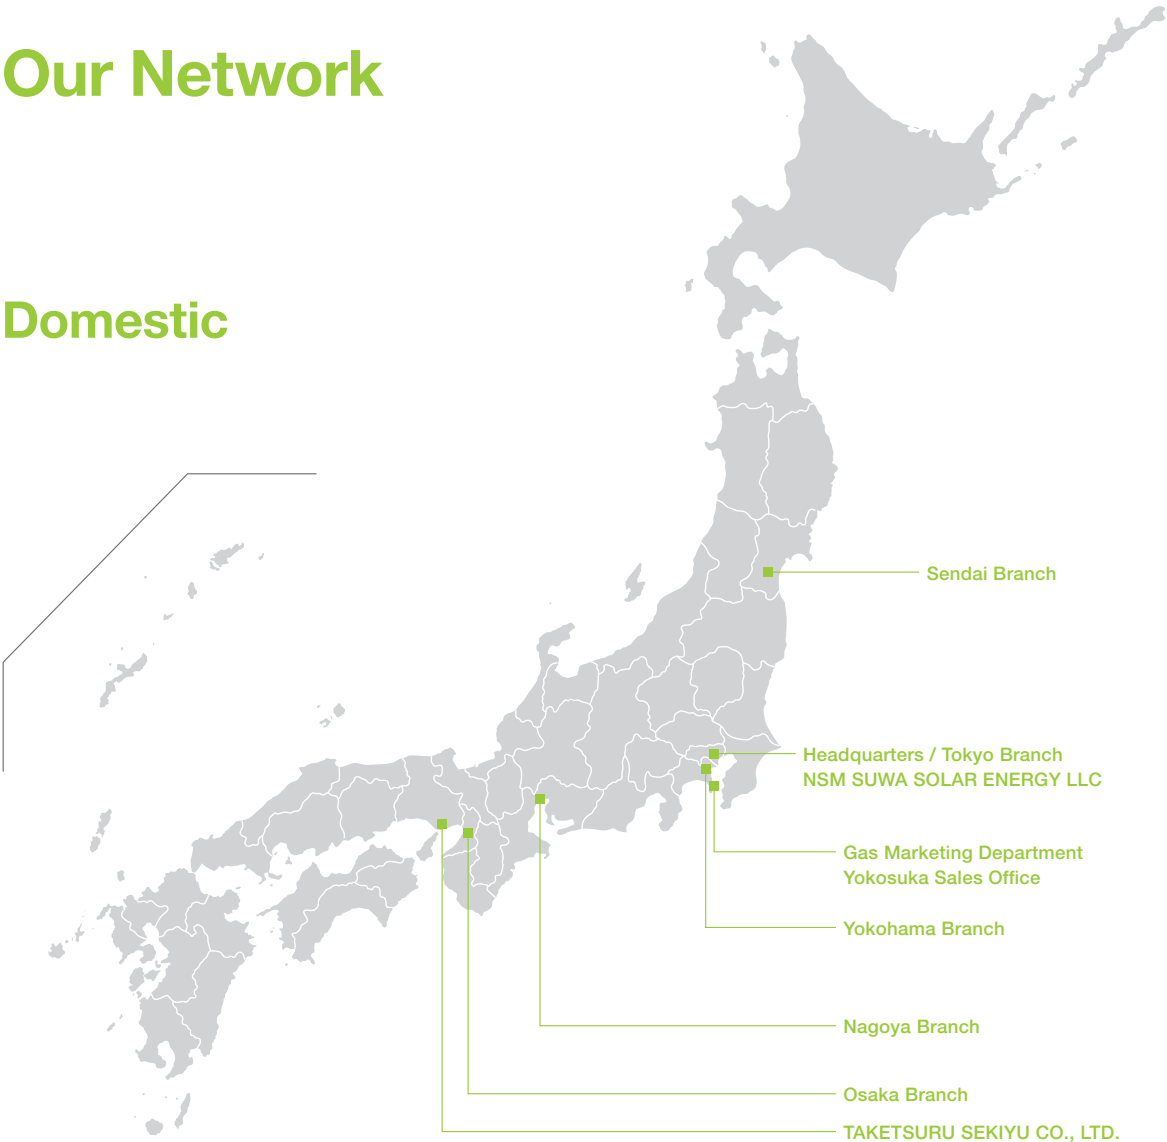 Our Network
Domestic
Sendai Branch
Headquarters / Tokyo Branch
NSM SUWA SOLAR ENERGY LLC
Gas Marketing Department
Yokosuka Sales Office
Yokohama Branch
Nagoya Branch
Osaka Branch
TAKETSURU SEKIYU CO., LTD.